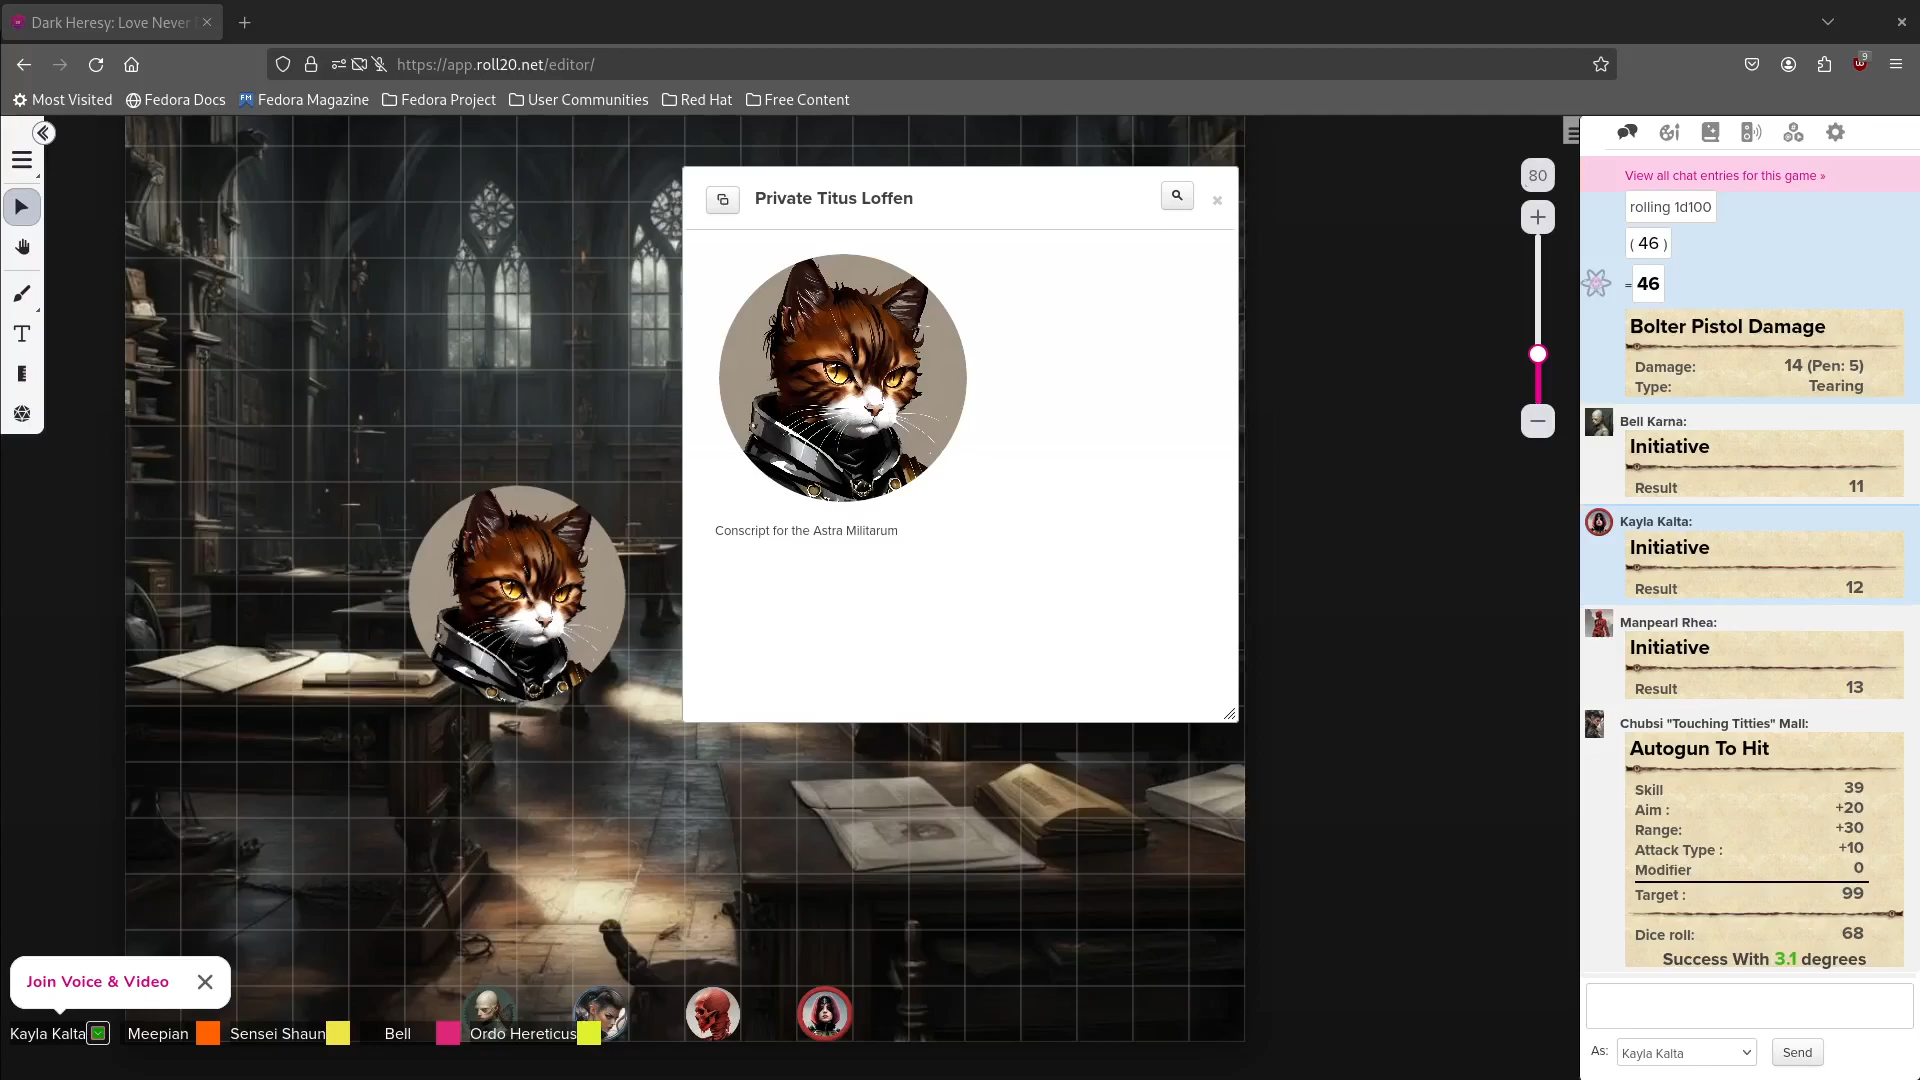 Dark Heresy: Love Never
https://app.roll20.net/editor/
9
Most Visited
Fedora Docs
Fedora Magazine
Fedora Project
User Communities
Red Hat
Free Content
Private Titus Loffen
Conscript for the Astra Militarum
80
View all chat entries for this game »
rolling 1d100
( 46 )
= 46
Bolter Pistol Damage
Damage: 14 (Pen: 5)
Type: Tearing
Bell Karna:
Initiative
Result 11
Kayla Kalta:
Initiative
Result 12
Manpearl Rhea:
Initiative
Result 13
Chubsi "Touching Titties" Mall:
Autogun To Hit
Skill 39
Aim : +20
Range: +30
Attack Type : +10
Modifier 0
Target : 99
Dice roll: 68
Success With 3.1 degrees
Join Voice & Video
Kayla Kalta
Meepian
Sensei Shaun
Bell
Ordo Hereticus
As: Kayla Kalta
Send